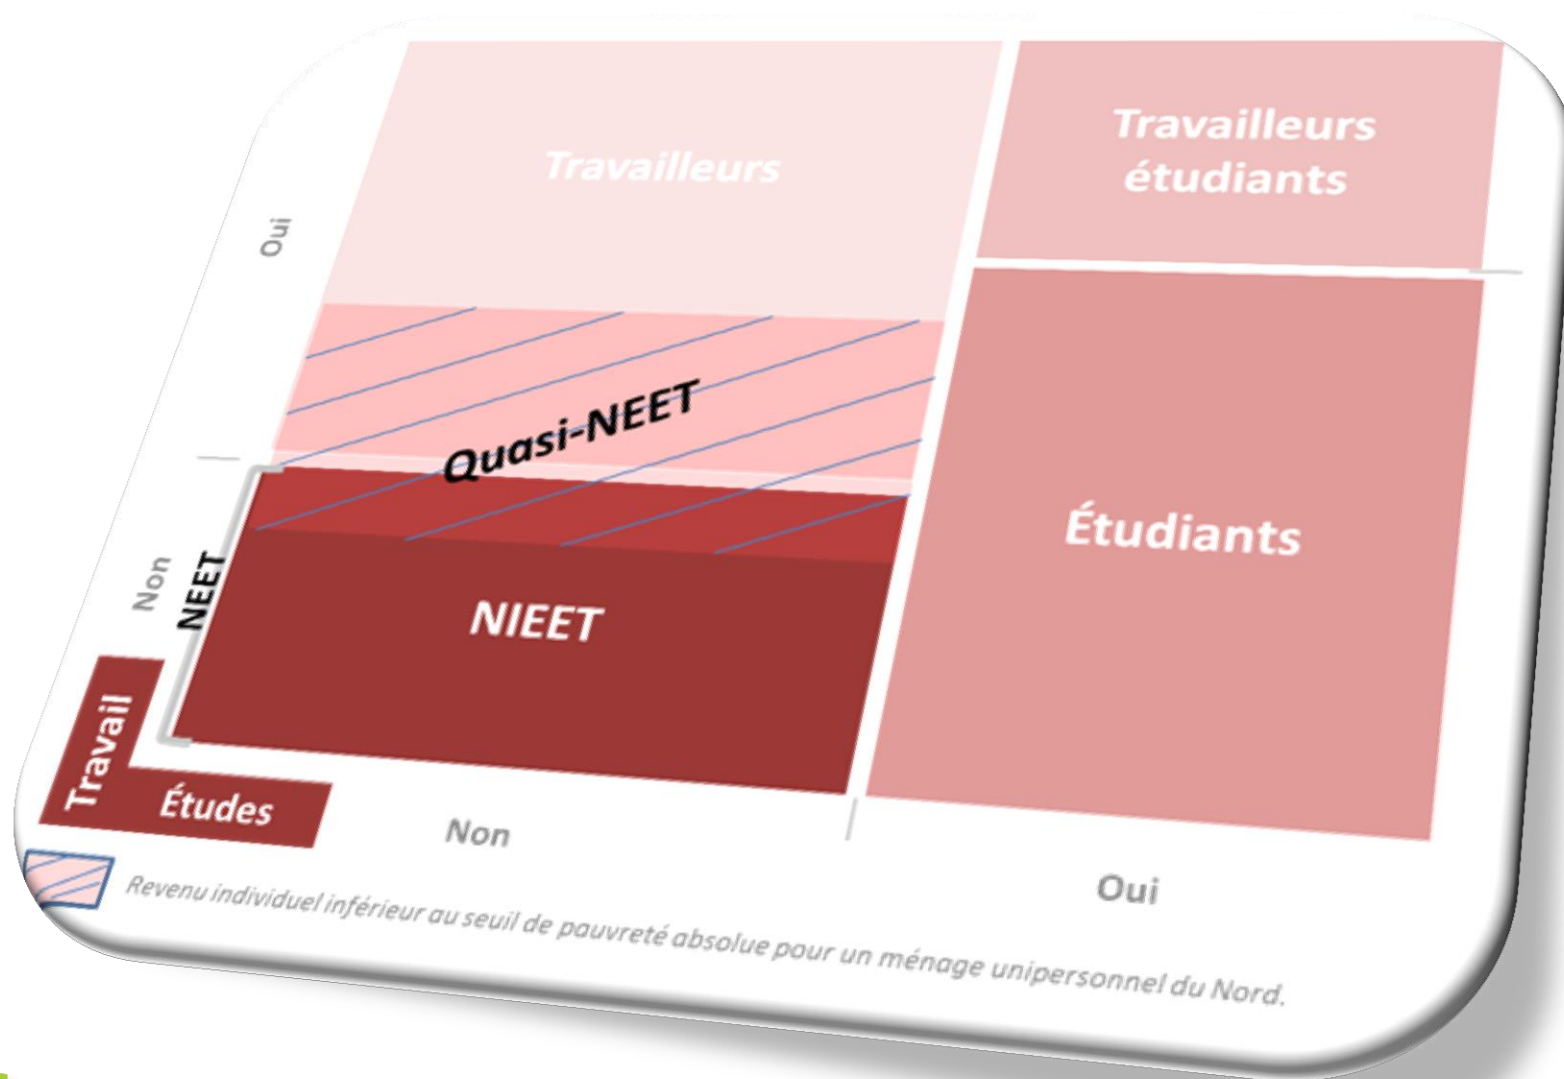 Travailleurs
Travailleurs
étudiants
Oui
Quasi-NEET
Étudiants
Non
NEET
NIEET
Travail
Études
Non
Oui
Revenu individuel inférieur au seuil de pauvreté absolue pour un ménage unipersonnel du Nord.